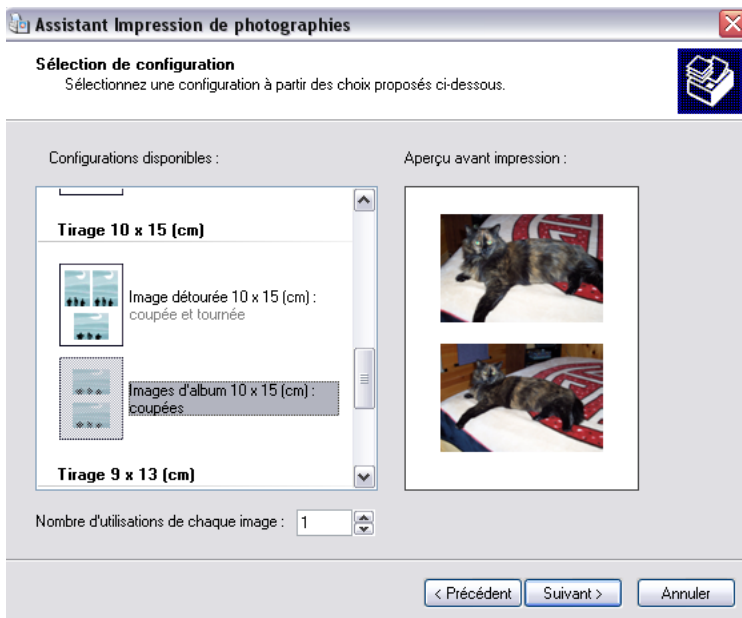 Assistant Impression de photographies
Sélection de configuration
Sélectionnez une configuration à partir des choix proposés ci-dessous.
Configurations disponibles :
Aperçu avant impression :
Tirage 10 x 15 (cm)
Image détourée 10 x 15 (cm) :
coupée et tournée
Images d'album 10 x 15 (cm) :
coupées
Tirage 9 x 13 (cm)
Nombre d'utilisations de chaque image : 1
< Précédent
Suivant >
Annuler